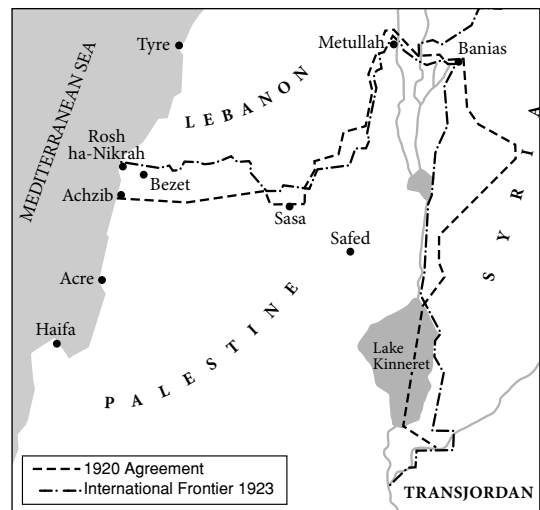 Tyre
Metullah
Banias
MEDITERRANEAN SEA
LEBANON
SYRIA
Rosh
ha-Nikrah
Bezet
Achzib
Sasa
Safed
Acre
Haifa
PALESTINE
Lake
Kinneret
1920 Agreement
International Frontier 1923
TRANSJORDAN